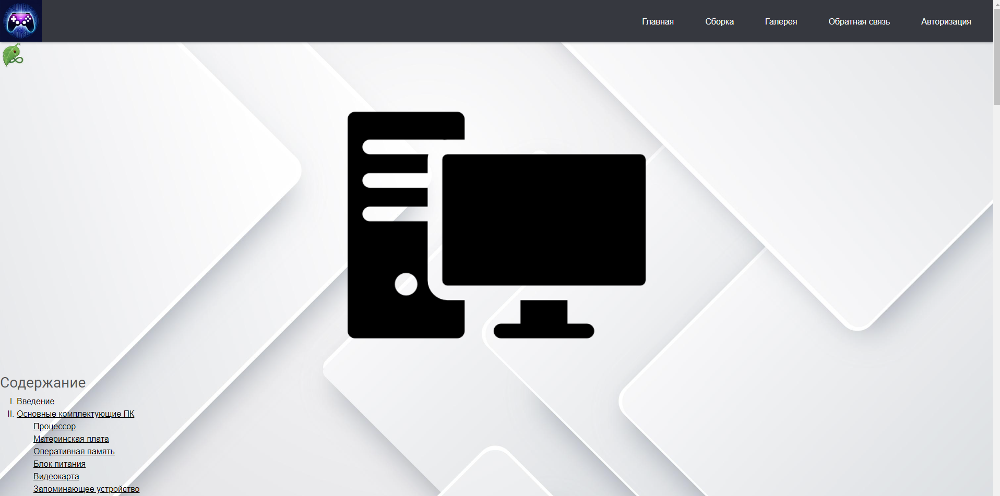 Главная Сборка Галерея Обратная связь Авторизация
Содержание
I. Введение
II. Основные комплектующие ПК
Процессор
Материнская плата
Оперативная память
Блок питания
Видеокарта
Запоминающее устройство